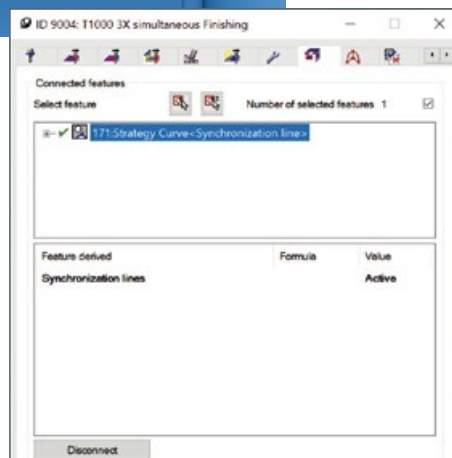 ID 9004: T1000 3X simultaneous Finishing
Connected features
Select feature Number of selected features 1
171:Strategy Curve<Synchronization line>
Feature derived Formula Value
Synchronization lines Active
Disconnect